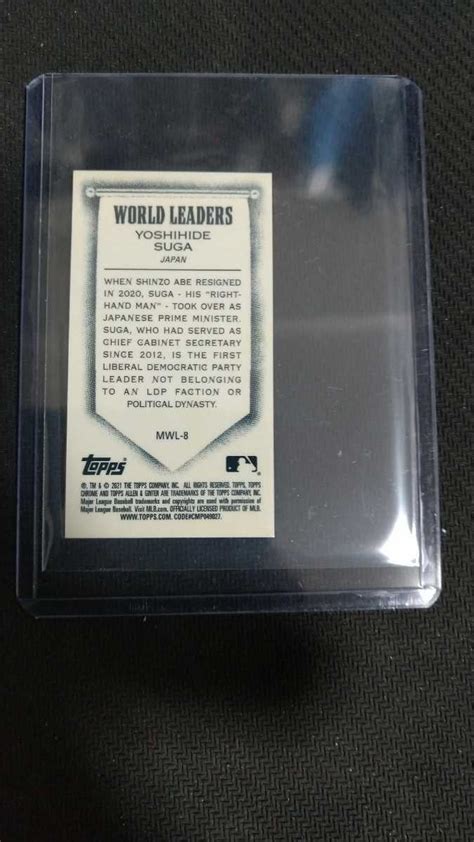 WORLD LEADERS
YOSHIHIDE
SUGA
JAPAN
WHEN SHINZO ABE RESIGNED
IN 2020, SUGA - HIS "RIGHT-
HAND MAN" - TOOK OVER AS
JAPANESE PRIME MINISTER.
SUGA, WHO HAD SERVED AS
CHIEF CABINET SECRETARY
SINCE 2012, IS THE FIRST
LIBERAL DEMOCRATIC PARTY
LEADER NOT BELONGING
TO AN LDP FACTION OR
POLITICAL DYNASTY.
MWL-8
topps
®, TM & © 2021 THE TOPPS COMPANY, INC. ALL RIGHTS RESERVED. TOPPS, TOPPS
CHROME AND TOPPS ALLEN & GINTER ARE TRADEMARKS OF THE TOPPS COMPANY, INC.
Major League Baseball trademarks and copyrights are used with permission of
Major League Baseball. Visit MLB.com. OFFICIALLY LICENSED PRODUCT OF MLB.
WWW.TOPPS.COM. CODE#CMP049027.